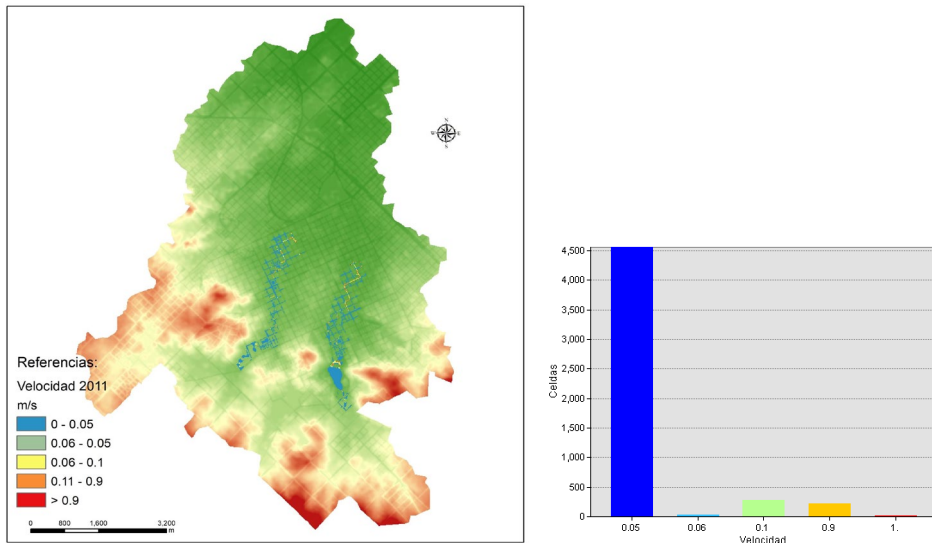 N
W E
S
Referencias:
Velocidad 2011
m/s
0 - 0.05
0.06 - 0.05
0.06 - 0.1
0.11 - 0.9
> 0.9
0 800 1,600 3,200
m
4,500
4,000
3,500
3,000
2,500
2,000
1,500
1,000
500
0
Celdas
0.05 0.06 0.1 0.9 1.
Velocidad